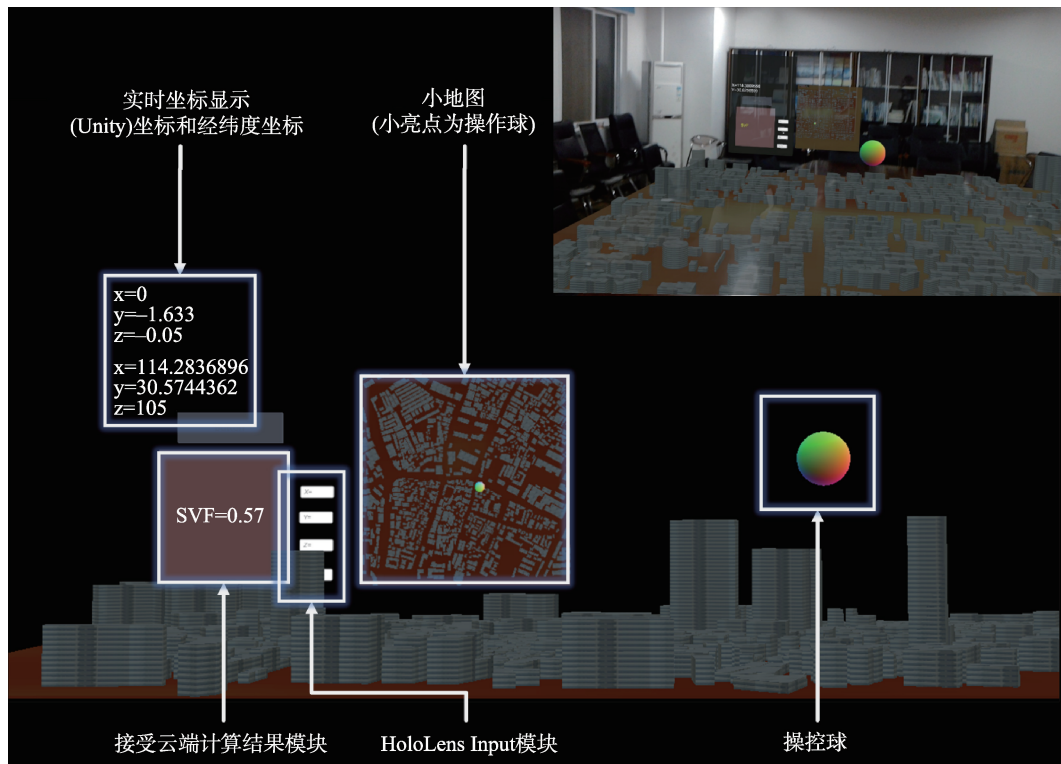 实时坐标显示
(Unity)坐标和经纬度坐标
小地图
(小亮点为操作球)
x=0
y=–1.633
z=–0.05
x=114.2836896
y=30.5744362
z=105
SVF=0.57
X=
Y=
Z=
接受云端计算结果模块
HoloLens Input模块
操控球